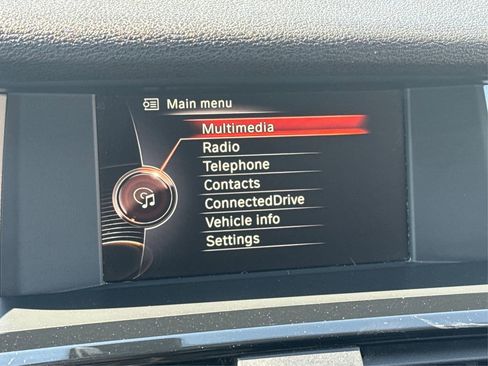 Main menu
Multimedia
Radio
Telephone
Contacts
ConnectedDrive
Vehicle info
Settings